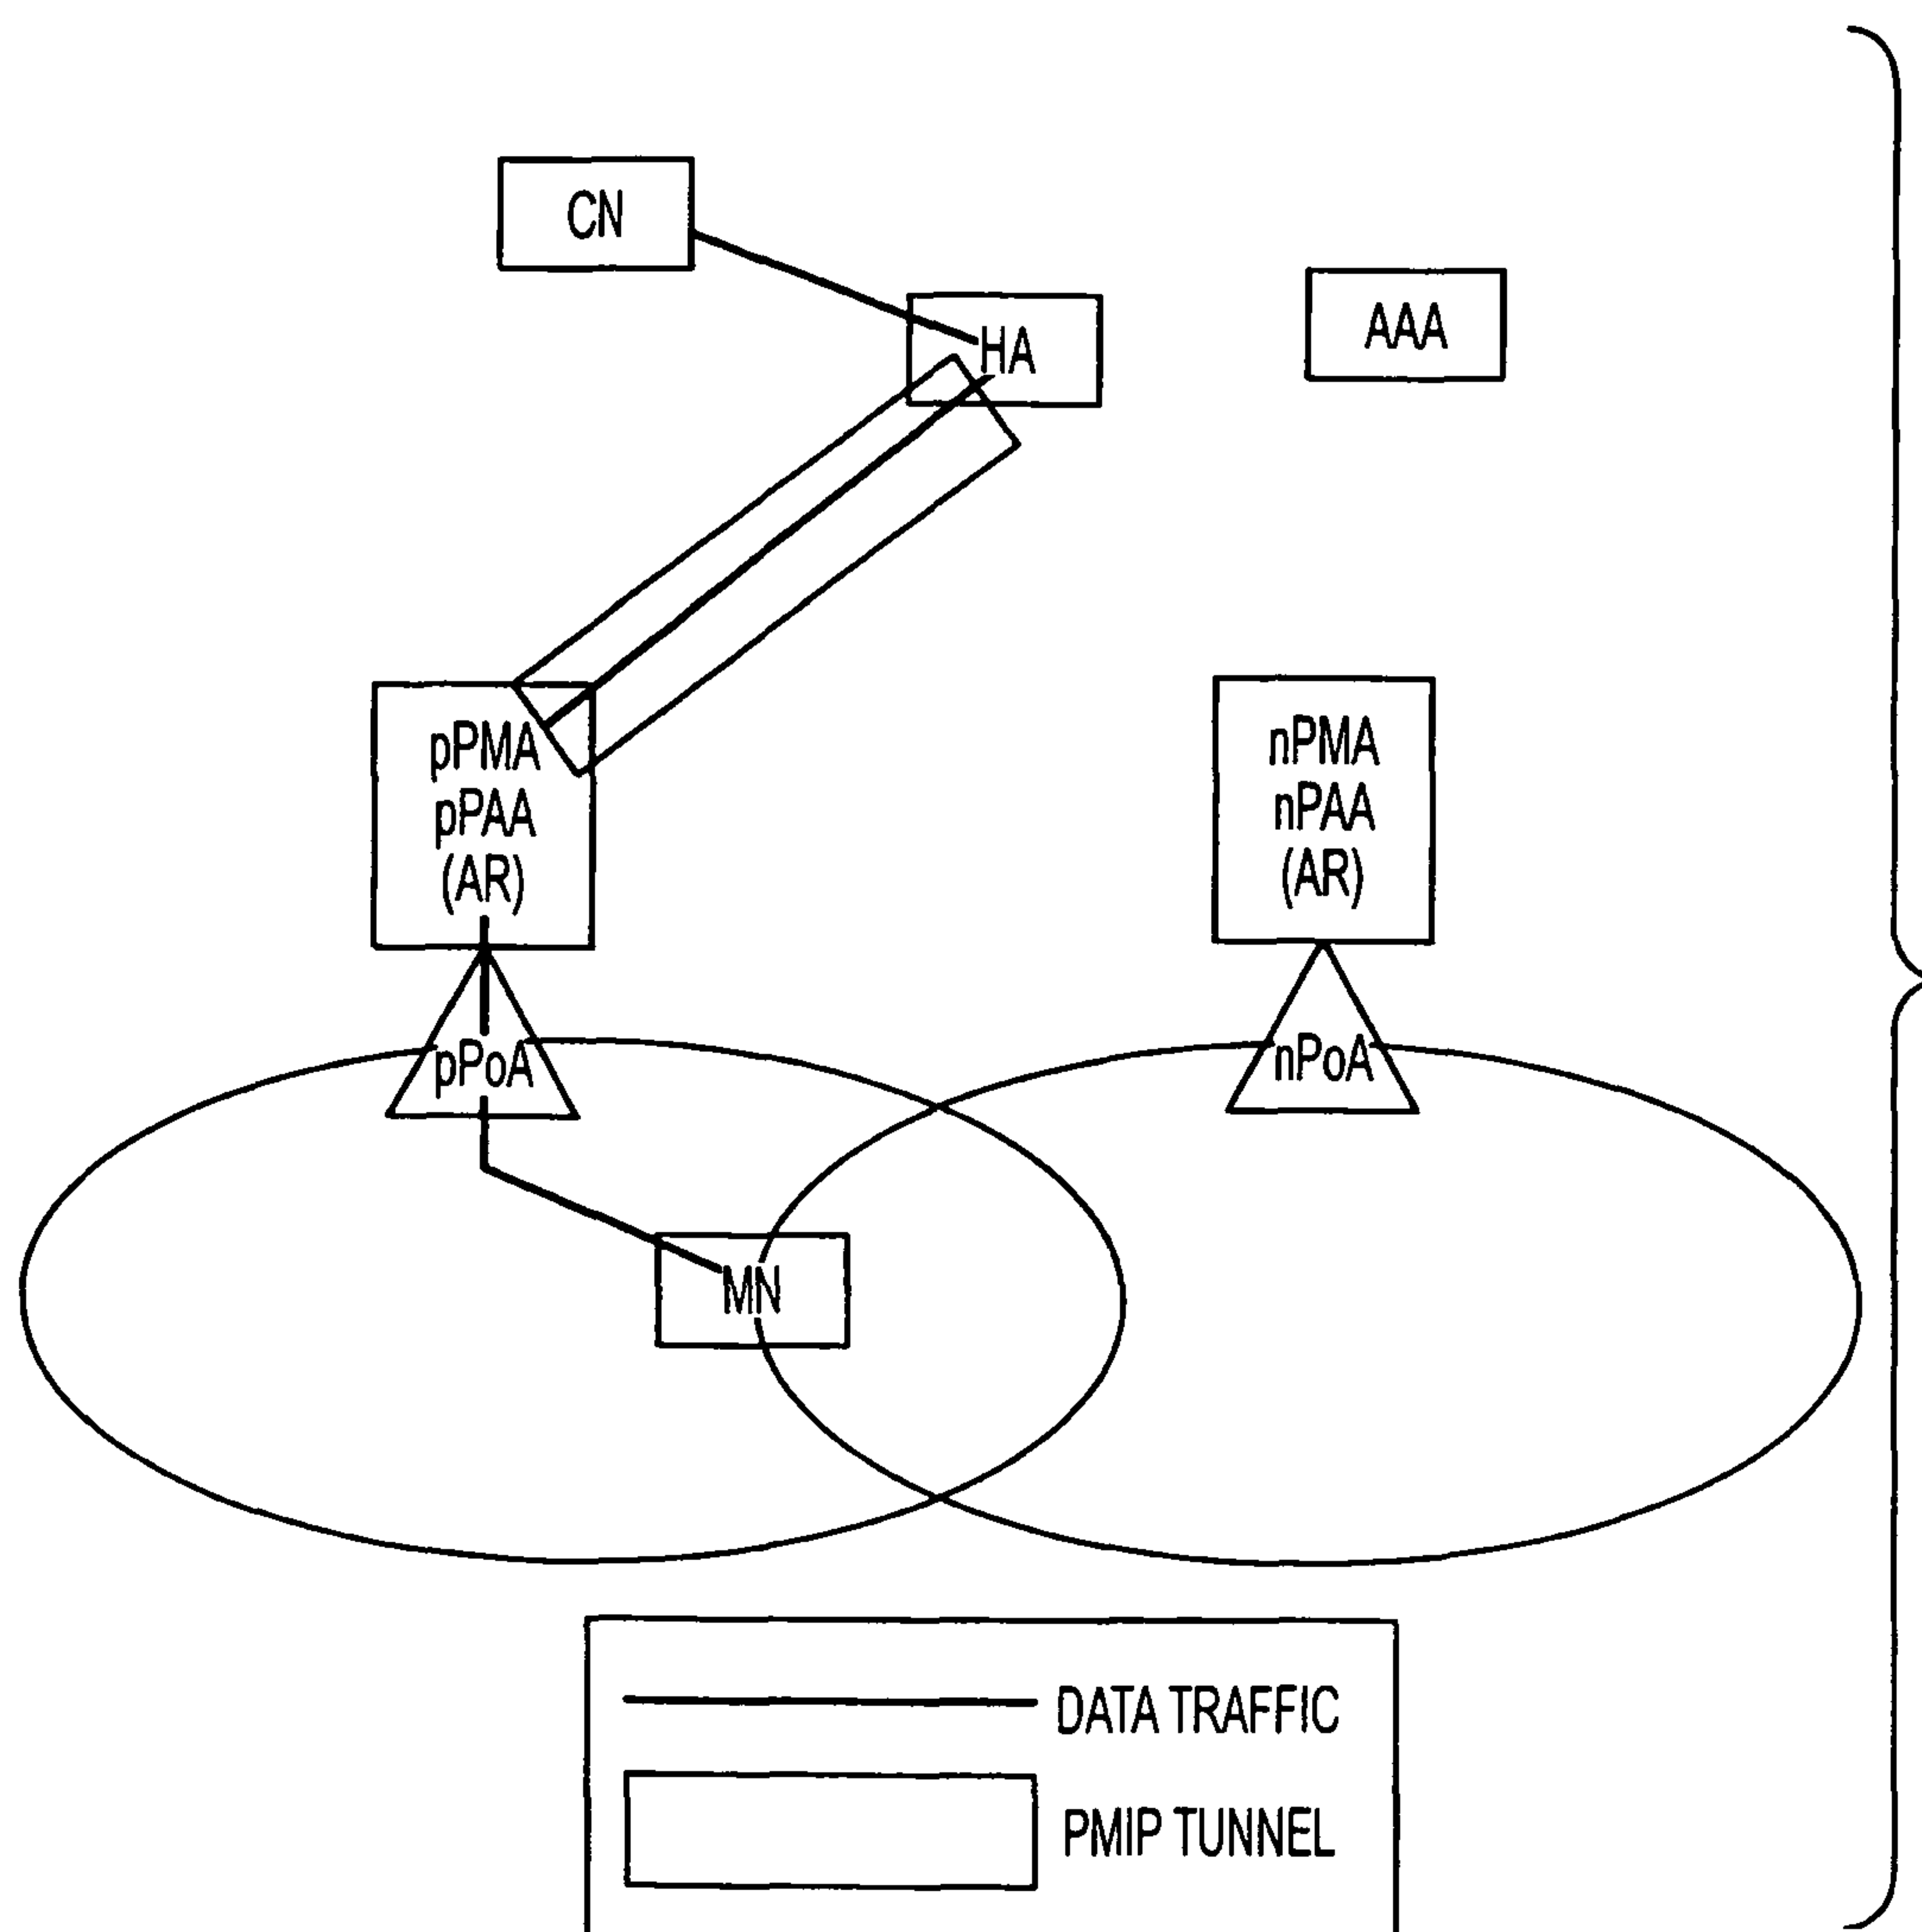 CN
HA
AAA
pPMA
pPAA
(AR)
nPMA
nPAA
(AR)
pPoA
nPoA
MN
DATA TRAFFIC
PMIP TUNNEL